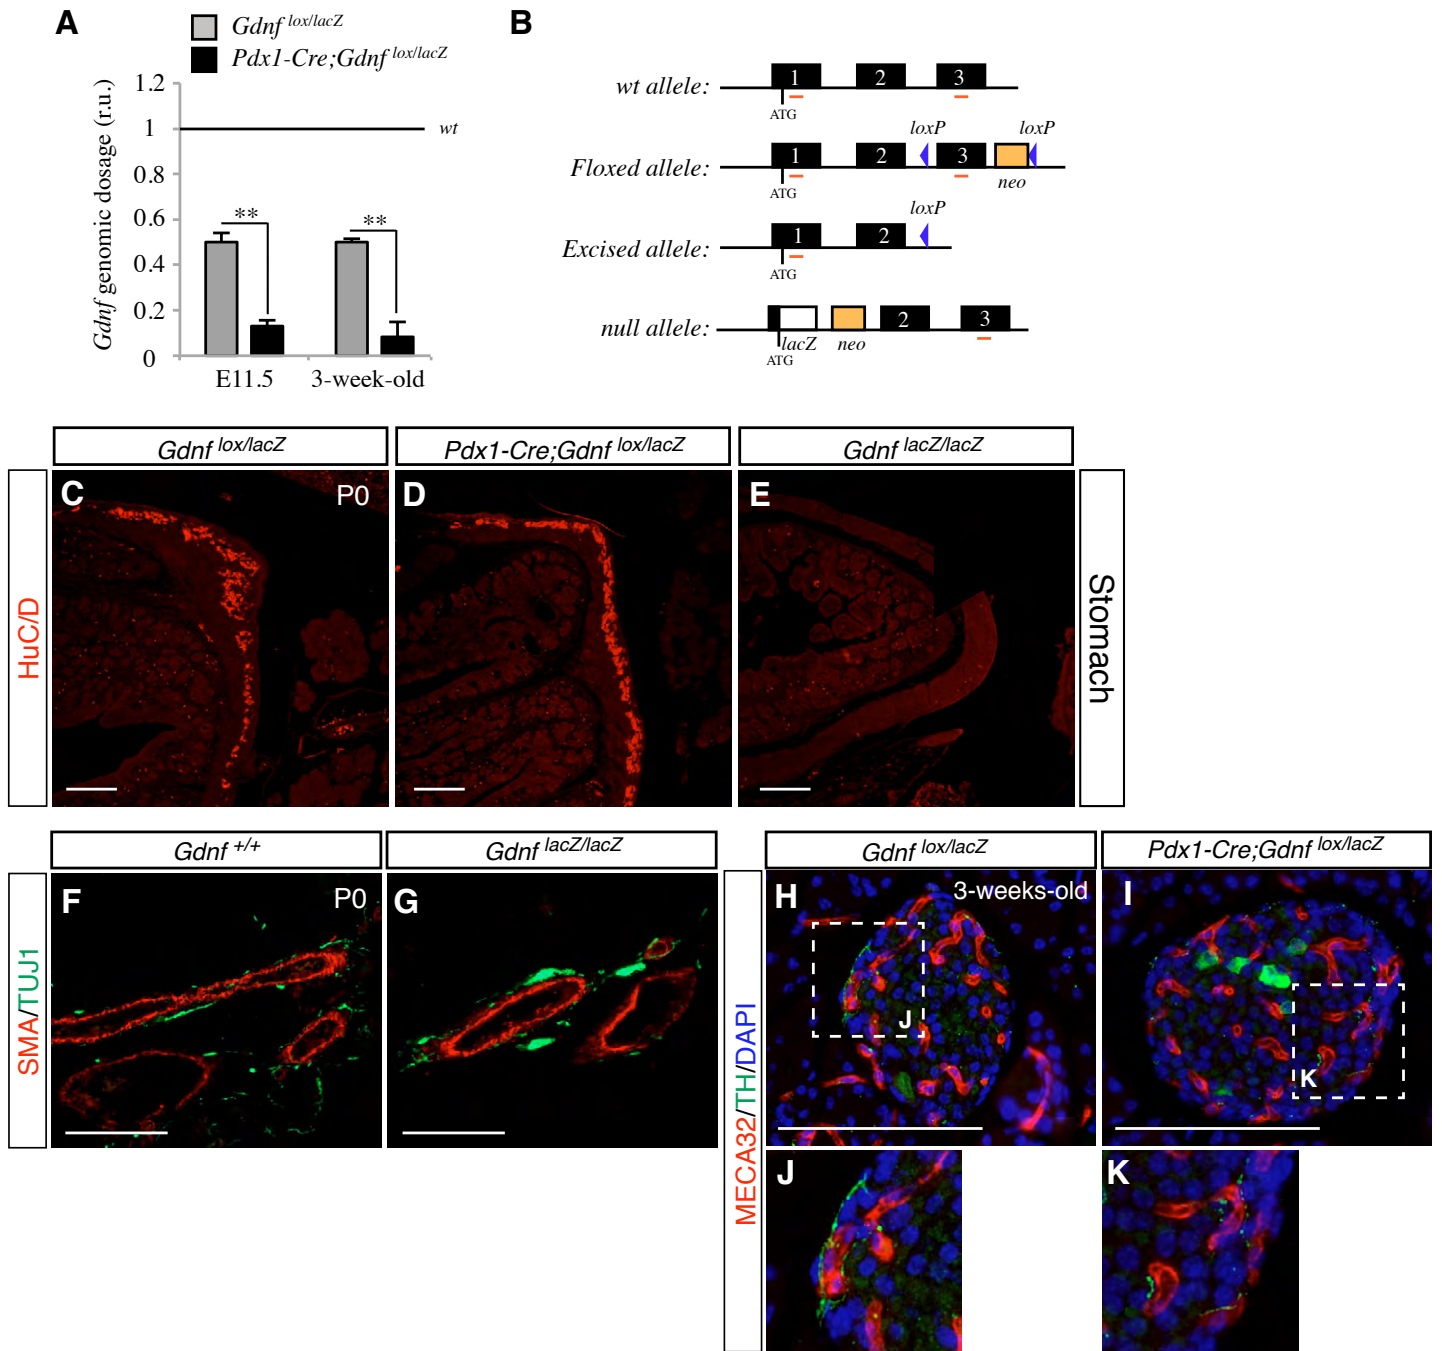 A
Gdnf lox/lacZ
Pdx1-Cre;Gdnf lox/lacZ
Gdnf genomic dosage (r.u.)
1.2
1
0.8
0.6
0.4
0.2
0
wt
**
**
E11.5
3-week-old
B
wt allele:
1
2
3
ATG
Floxed allele:
1
2
3
loxP
loxP
neo
ATG
Excised allele:
1
2
loxP
ATG
null allele:
2
3
lacZ
neo
ATG
Gdnf lox/lacZ
Pdx1-Cre;Gdnf lox/lacZ
Gdnf lacZ/lacZ
HuC/D
C
P0
D
E
Stomach
Gdnf +/+
Gdnf lacZ/lacZ
SMA/TUJ1
F
P0
G
Gdnf lox/lacZ
Pdx1-Cre;Gdnf lox/lacZ
MECA32/TH/DAPI
H
3-weeks-old
J
I
K
J
K